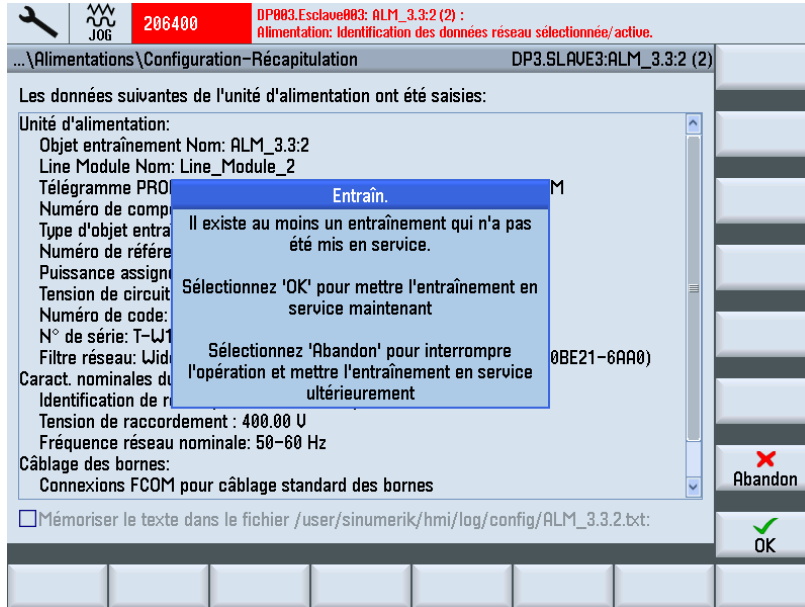 JOG
206400
DP003.Esclave003: ALM_3.3:2 (2) :
Alimentation: Identification des données réseau sélectionnée/active.
...\Alimentations\Configuration-Récapitulation
DP3.SLAVE3:ALM_3.3:2 (2)
Les données suivantes de l'unité d'alimentation ont été saisies:
Unité d'alimentation:
Objet entraînement Nom: ALM_3.3:2
Line Module Nom: Line_Module_2
Télégramme PRO
M
Numéro de compo
Type d'objet entra
Numéro de référe
Puissance assign
Tension de circuit
Numéro de code:
N° de série: T-W1
Filtre réseau: Wid
0BE21-6AA0)
Caract. nominales du
Identification de r
Tension de raccordement : 400.00 V
Fréquence réseau nominale: 50-60 Hz
Câblage des bornes:
Connexions FCOM pour câblage standard des bornes
Entraîn.
Il existe au moins un entraînement qui n'a pas
été mis en service.
Sélectionnez 'OK' pour mettre l'entraînement en
service maintenant
Sélectionnez 'Abandon' pour interrompre
l'opération et mettre l'entraînement en service
ultérieurement
Mémoriser le texte dans le fichier /user/sinumerik/hmi/log/config/ALM_3.3.2.txt:
Abandon
OK